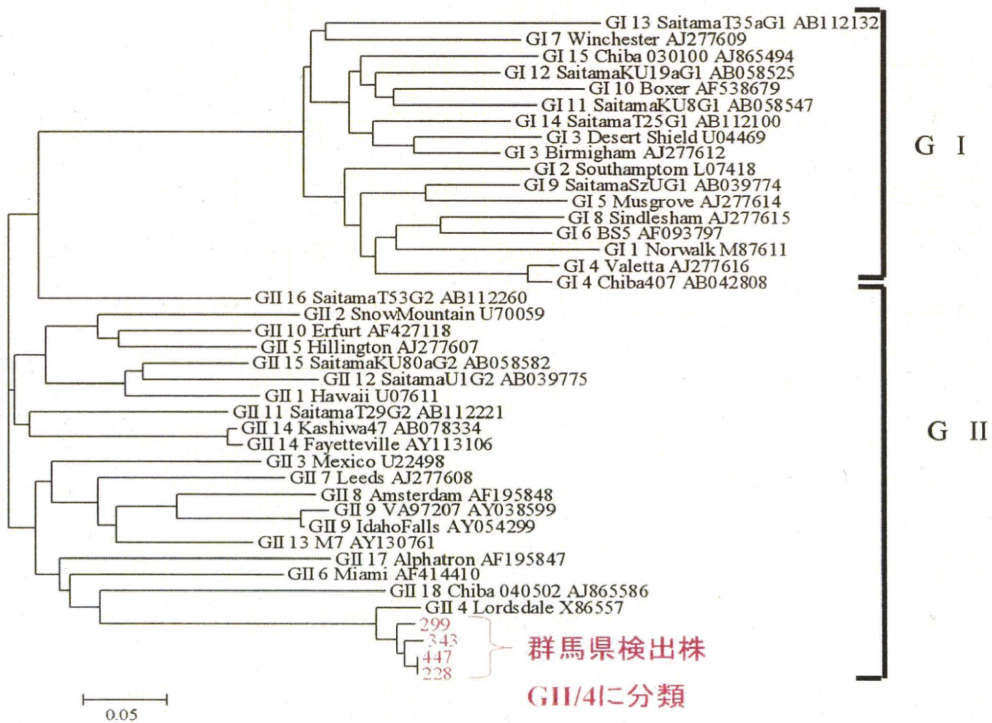 GI 13 SaitamaT35aG1 AB112132
GI 7 Winchester AJ277609
GI 15 Chiba 030100 AJ865494
GI 12 SaitamaKU19aG1 AB058525
GI 10 Boxer AF538679
GI 11 SaitamaKU8G1 AB058547
GI 14 SaitamaT25G1 AB112100
GI 3 Desert Shield U04469
GI 3 Birmigham AJ277612
GI 2 Southamptom L07418
GI 9 SaitamaSzUG1 AB039774
GI 5 Musgrove AJ277614
GI 8 Sindlesham AJ277615
GI 6 BS5 AF093797
GI 1 Norwalk M87611
GI 4 Valetta AJ277616
GI 4 Chiba407 AB042808
G I
GII 16 SaitamaT53G2 AB112260
GII 2 SnowMountain U70059
GII 10 Erfurt AF427118
GII 5 Hillington AJ277607
GII 15 SaitamaKU80aG2 AB058582
GII 12 SaitamaU1G2 AB039775
GII 1 Hawaii U07611
GII 11 SaitamaT29G2 AB112221
GII 14 Kashiwa47 AB078334
GII 14 Fayetteville AY113106
GII 3 Mexico U22498
GII 7 Leeds AJ277608
GII 8 Amsterdam AF195848
GII 9 VA97207 AY038599
GII 9 IdahoFalls AY054299
GII 13 M7 AY130761
GII 17 Alphatron AF195847
GII 6 Miami AF414410
GII 18 Chiba 040502 AJ865586
GII 4 Lordsdale X86557
299
343
447
228
G II
群馬県検出株
GII/4に分類
0.05